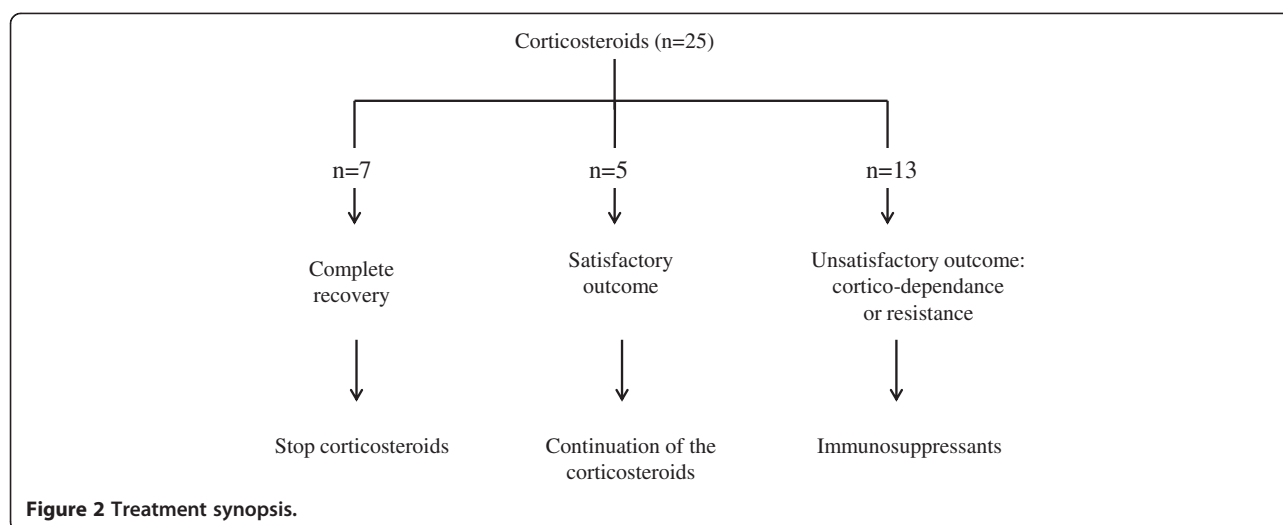 Corticosteroids (n=25)
n=7
n=5
n=13
Complete
recovery
Satisfactory
outcome
Unsatisfactory outcome:
cortico-dependance
or resistance
Stop corticosteroids
Continuation of the
corticosteroids
Immunosuppressants
Figure 2 Treatment synopsis.